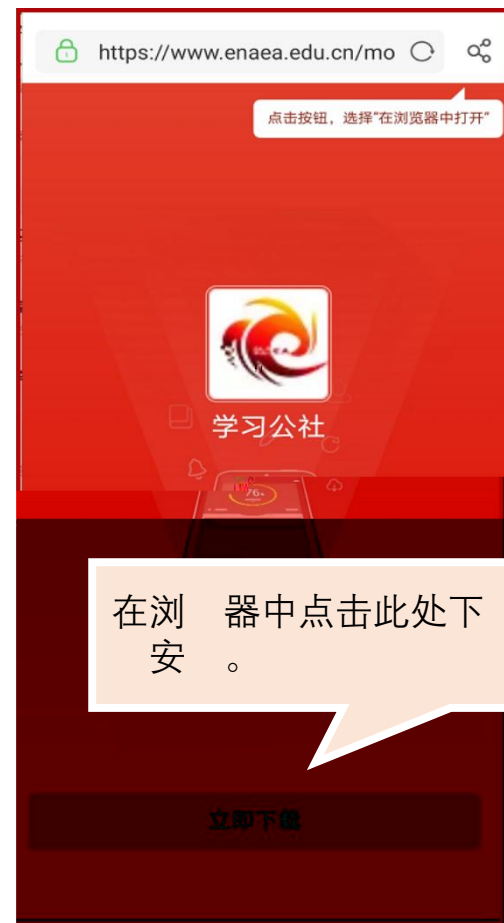 https://www.enaea.edu.cn/mo
点击按钮，选择"在浏览器中打开"
学习公社
76
在浏 器中点击此处下
安 。
立即下载